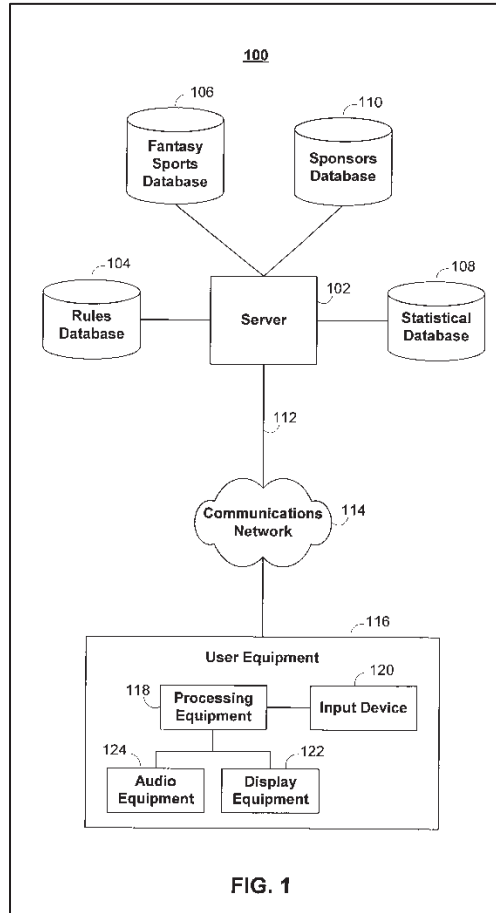 100
106
110
Fantasy
Sports
Database
Sponsors
Database
104
102
108
Rules
Database
Server
Statistical
Database
112
Communications
Network
114
116
User Equipment
118
Processing
Equipment
120
Input Device
124
Audio
Equipment
122
Display
Equipment
FIG. 1